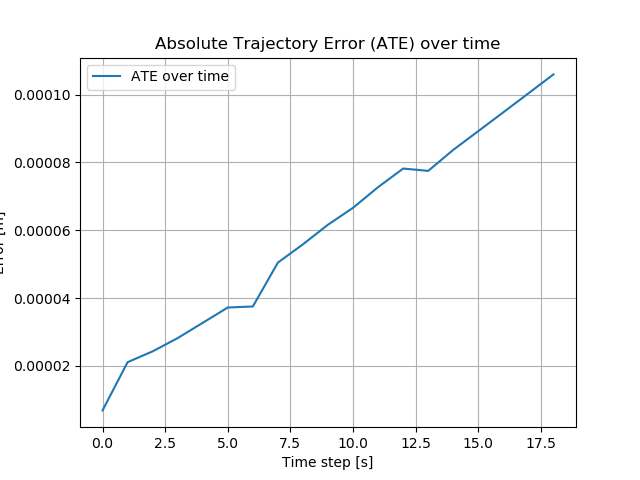 Absolute Trajectory Error (ATE) over time
ATE over time
0.00010
0.00008
0.00006
0.00004
0.00002
0.0 2.5 5.0 7.5 10.0 12.5 15.0 17.5
Time step [s]